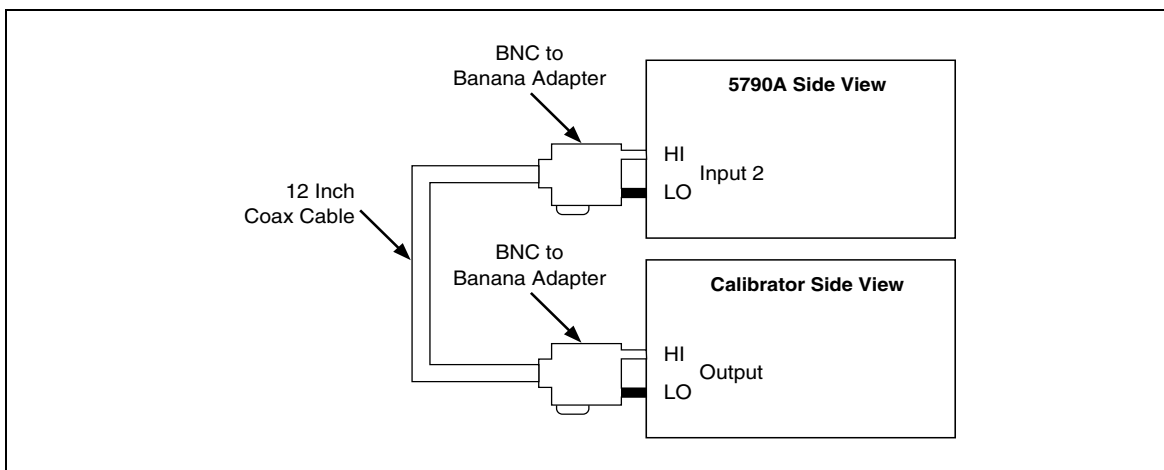 BNC to
Banana Adapter
5790A Side View
HI
Input 2
LO
12 Inch
Coax Cable
BNC to
Banana Adapter
Calibrator Side View
HI
Output
LO